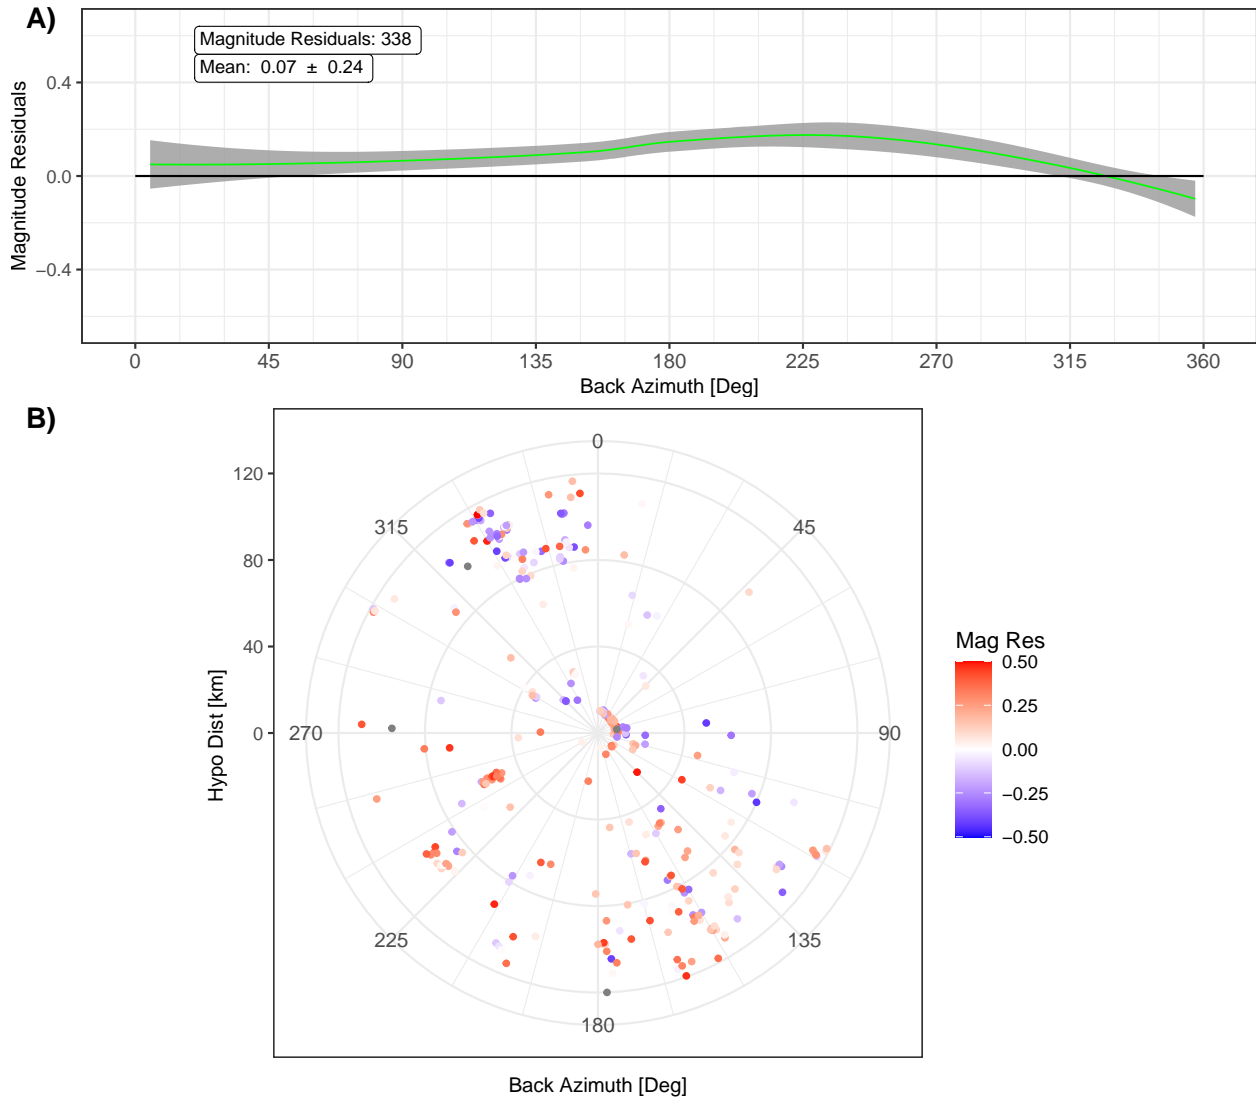 A)
Magnitude Residuals: 338
Mean:  0.07  ±  0.24
0.4
0.0
−0.4
Magnitude Residuals
0 45 90 135 180 225 270 315 360
Back Azimuth [Deg]
B)
0
45
90
135
180
225
270
315
120
80
40
0
Hypo Dist [km]
Back Azimuth [Deg]
Mag Res
0.50
0.25
0.00
−0.25
−0.50